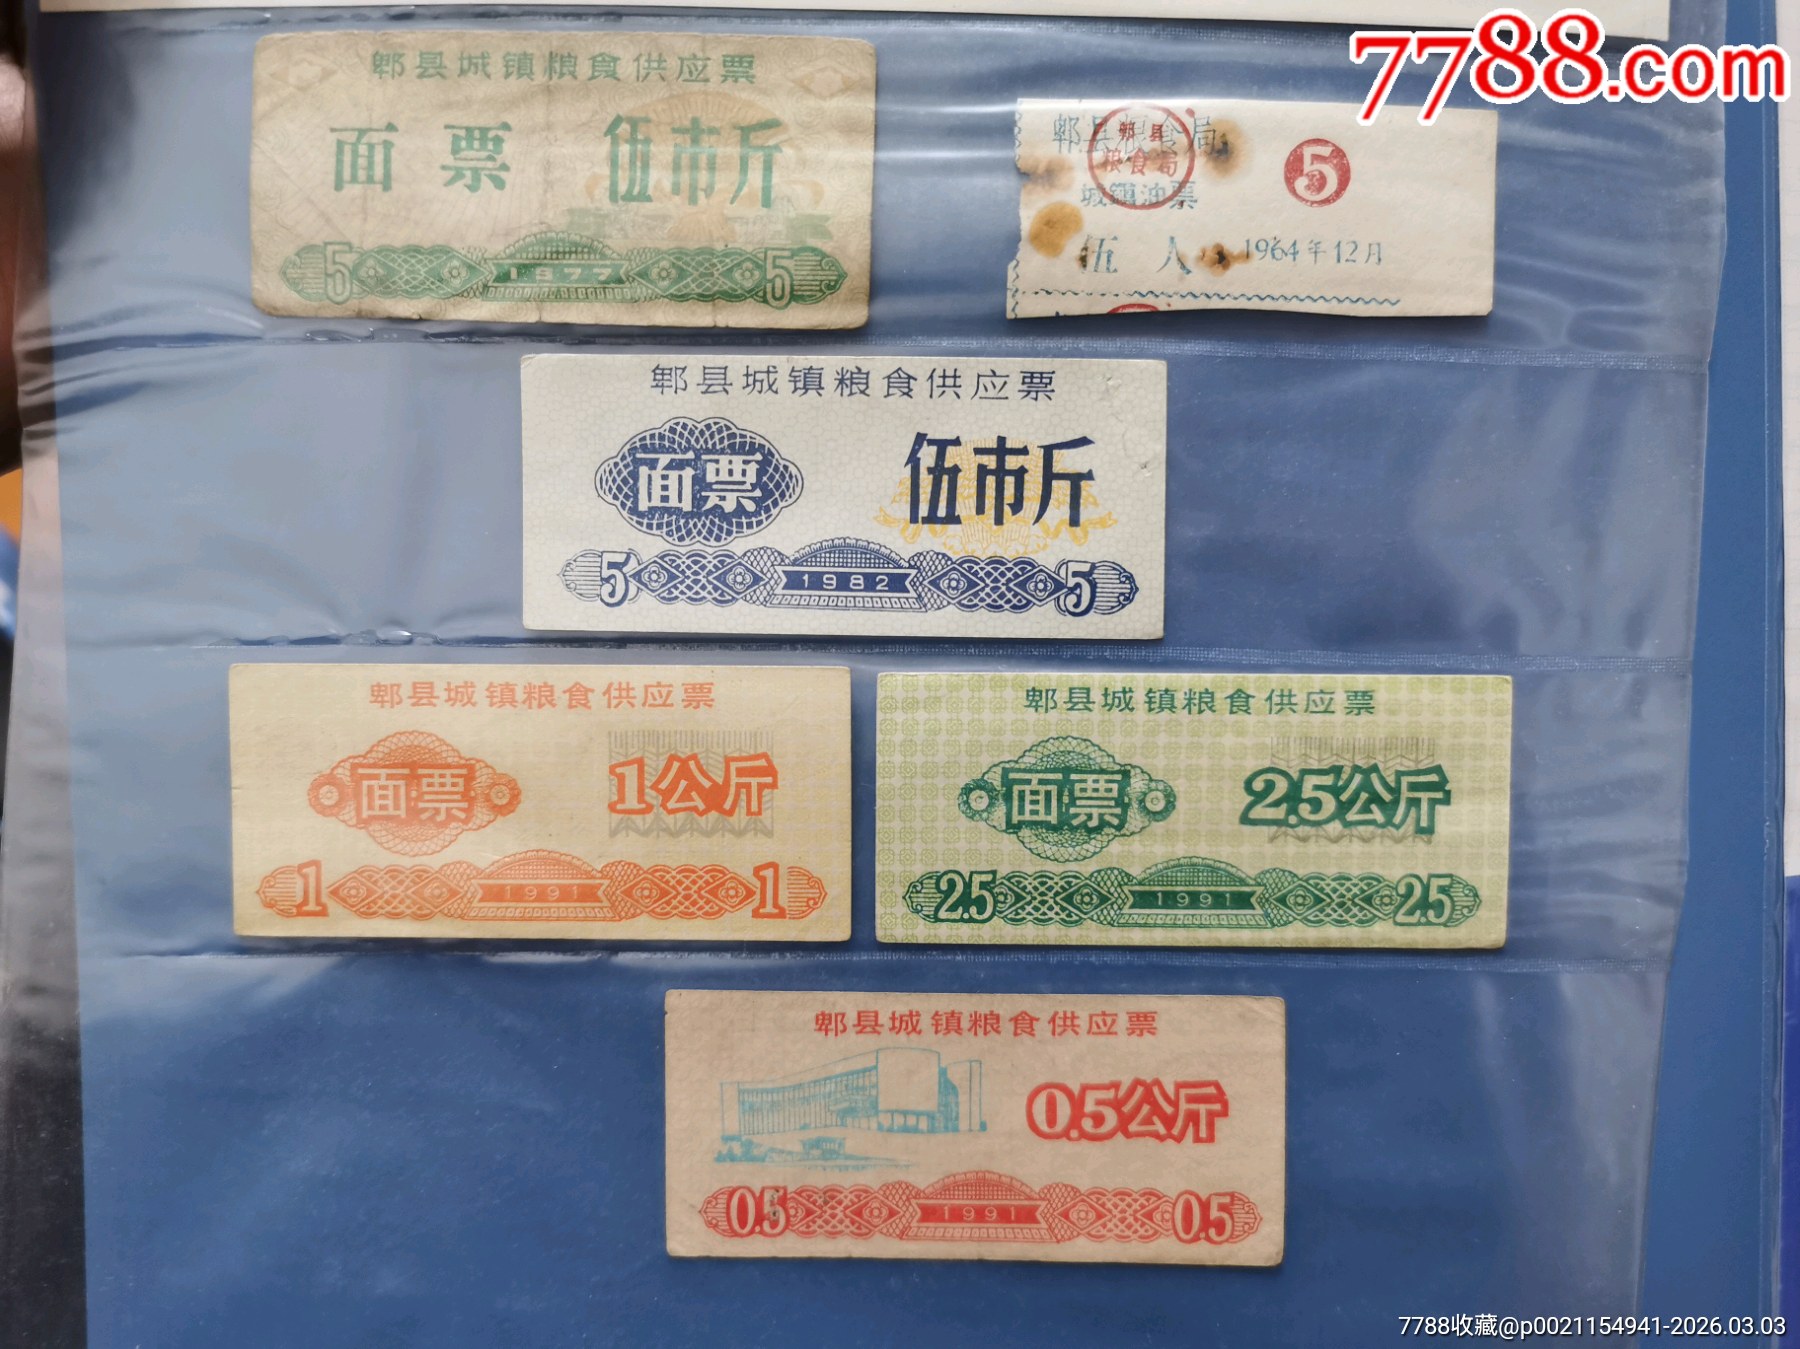 7788.com
郫县城镇粮食供应票
面票 伍市斤
5 1977 5
郫县粮食局
郫县
粮食局
5
城镇油票
伍人 1964年12月
郫县城镇粮食供应票
面票 伍市斤
5 1982 5
郫县城镇粮食供应票
面票 1公斤
1 1991 1
郫县城镇粮食供应票
面票 2.5公斤
2.5 1991 2.5
郫县城镇粮食供应票
0.5公斤
0.5 1991 0.5
7788收藏@p0021154941-2026.03.03